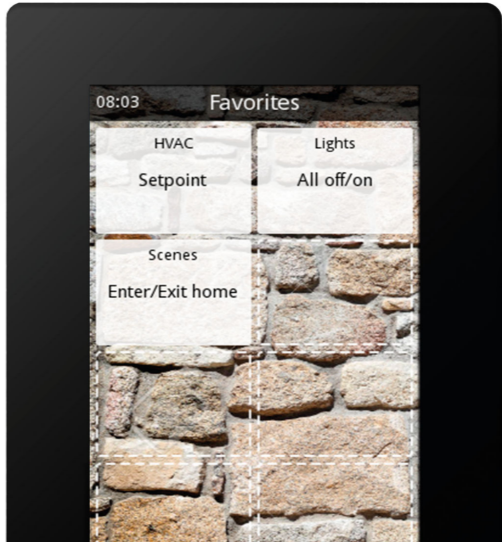 08:03 Favorites
HVAC
Setpoint
Lights
All off/on
Scenes
Enter/Exit home